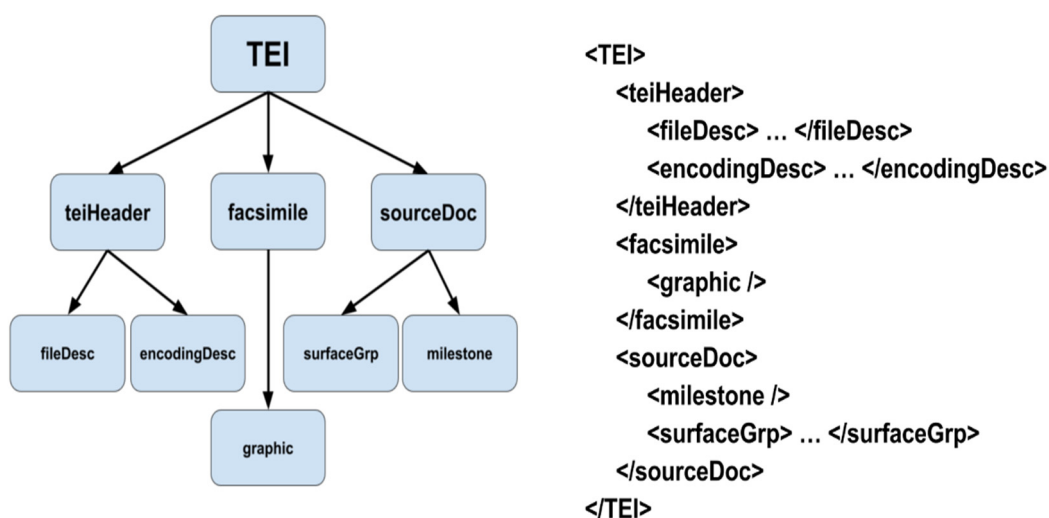 TEI
teiHeader
facsimile
sourceDoc
fileDesc
encodingDesc
surfaceGrp
milestone
graphic
<TEI>
<teiHeader>
<fileDesc> … </fileDesc>
<encodingDesc> … </encodingDesc>
</teiHeader>
<facsimile>
<graphic />
</facsimile>
<sourceDoc>
<milestone />
<surfaceGrp> … </surfaceGrp>
</sourceDoc>
</TEI>